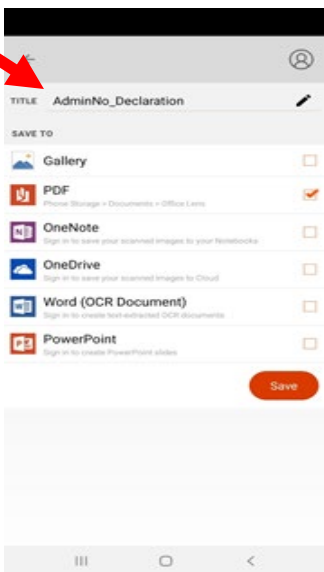 TITLE AdminNo_Declaration
SAVE TO
Gallery
PDF
Phone Storage > Documents > Office Lens
OneNote
Sign in to save your scanned images to your Notebooks
OneDrive
Sign in to save your scanned images to Cloud
Word (OCR Document)
Sign in to create text-extracted OCR documents
PowerPoint
Sign in to create PowerPoint slides
Save